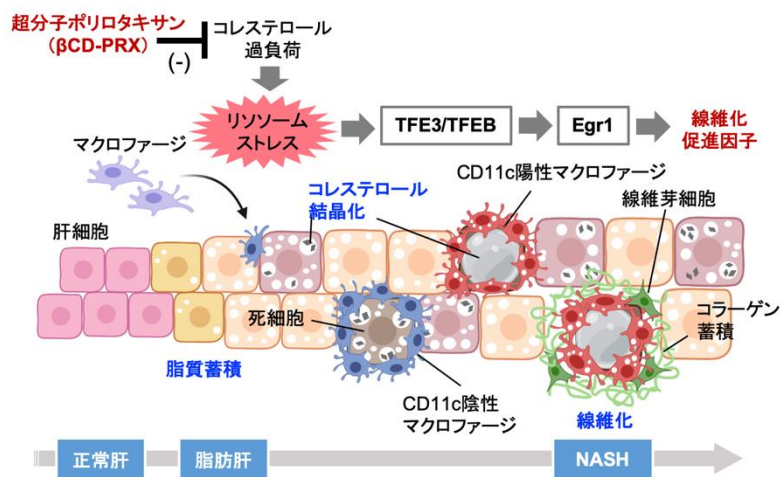 超分子ポリロタキサン
(βCD-PRX)
(-)
コレステロール
過負荷
リソソーム
ストレス
TFE3/TFEB
Egr1
線維化
促進因子
マクロファージ
コレステロール
結晶化
CD11c陽性マクロファージ
線維芽細胞
肝細胞
死細胞
コラーゲン
蓄積
脂質蓄積
CD11c陰性
マクロファージ
線維化
正常肝
脂肪肝
NASH